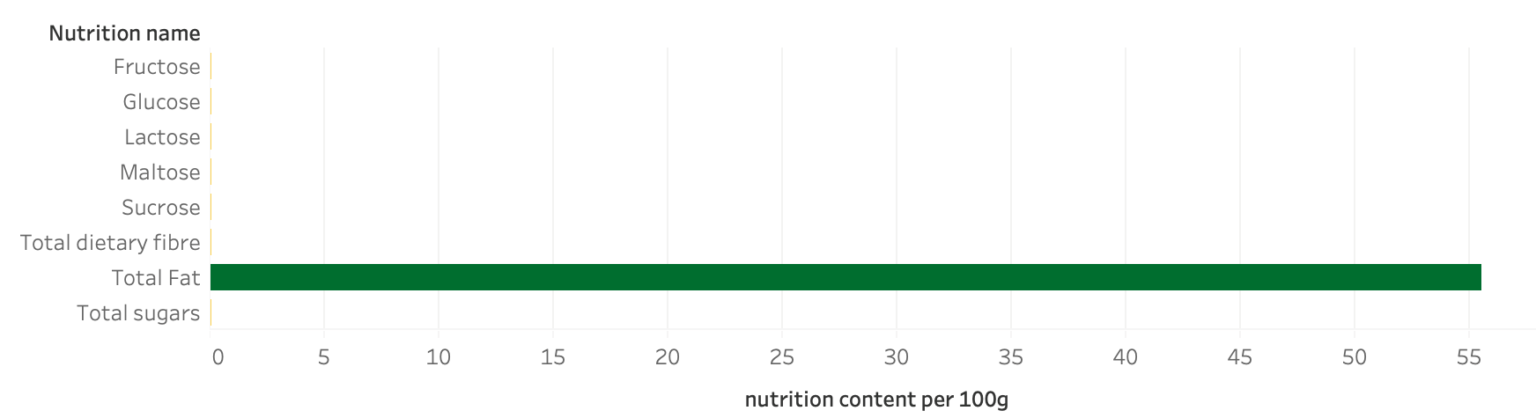 Nutrition name
Fructose
Glucose
Lactose
Maltose
Sucrose
Total dietary fibre
Total Fat
Total sugars
0 5 10 15 20 25 30 35 40 45 50 55
nutrition content per 100g